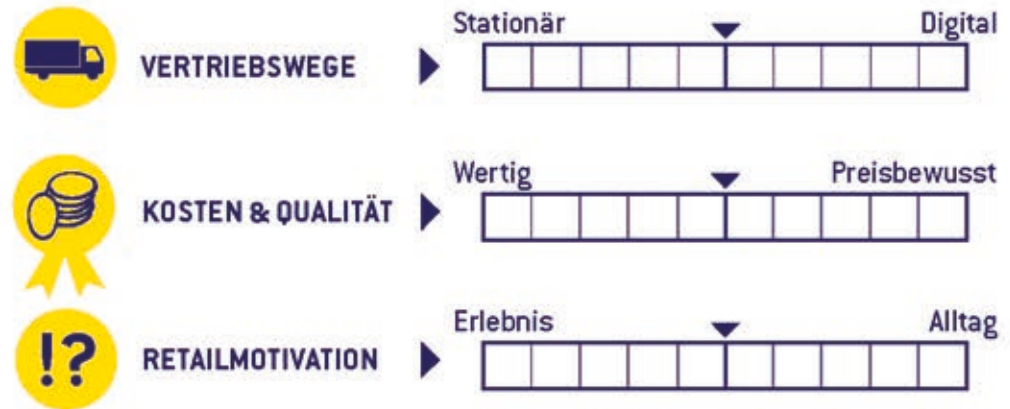 Stationär Digital
VERTRIEBSWEGE
Wertig Preisbewusst
KOSTEN & QUALITÄT
Erlebnis Alltag
!? RETAILMOTIVATION